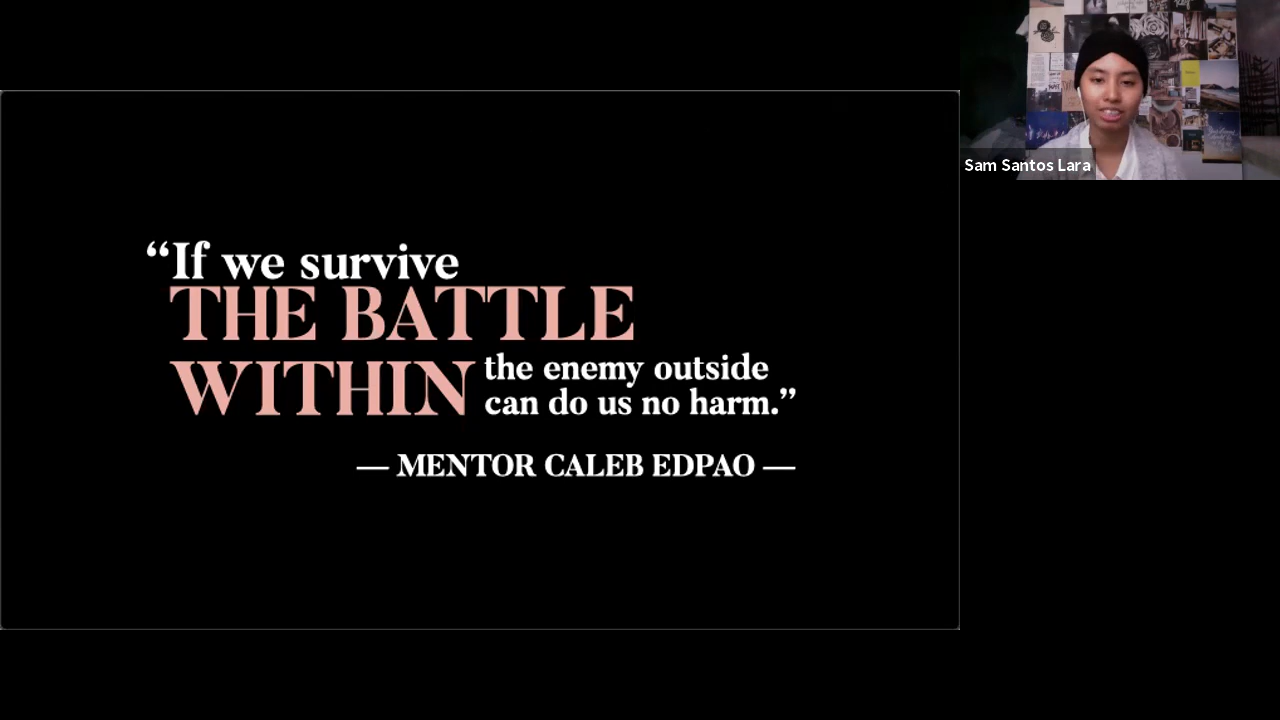 “If we survive
THE BATTLE
WITHIN the enemy outside
can do us no harm.”
— MENTOR CALEB EDPAO —
Sam Santos Lara